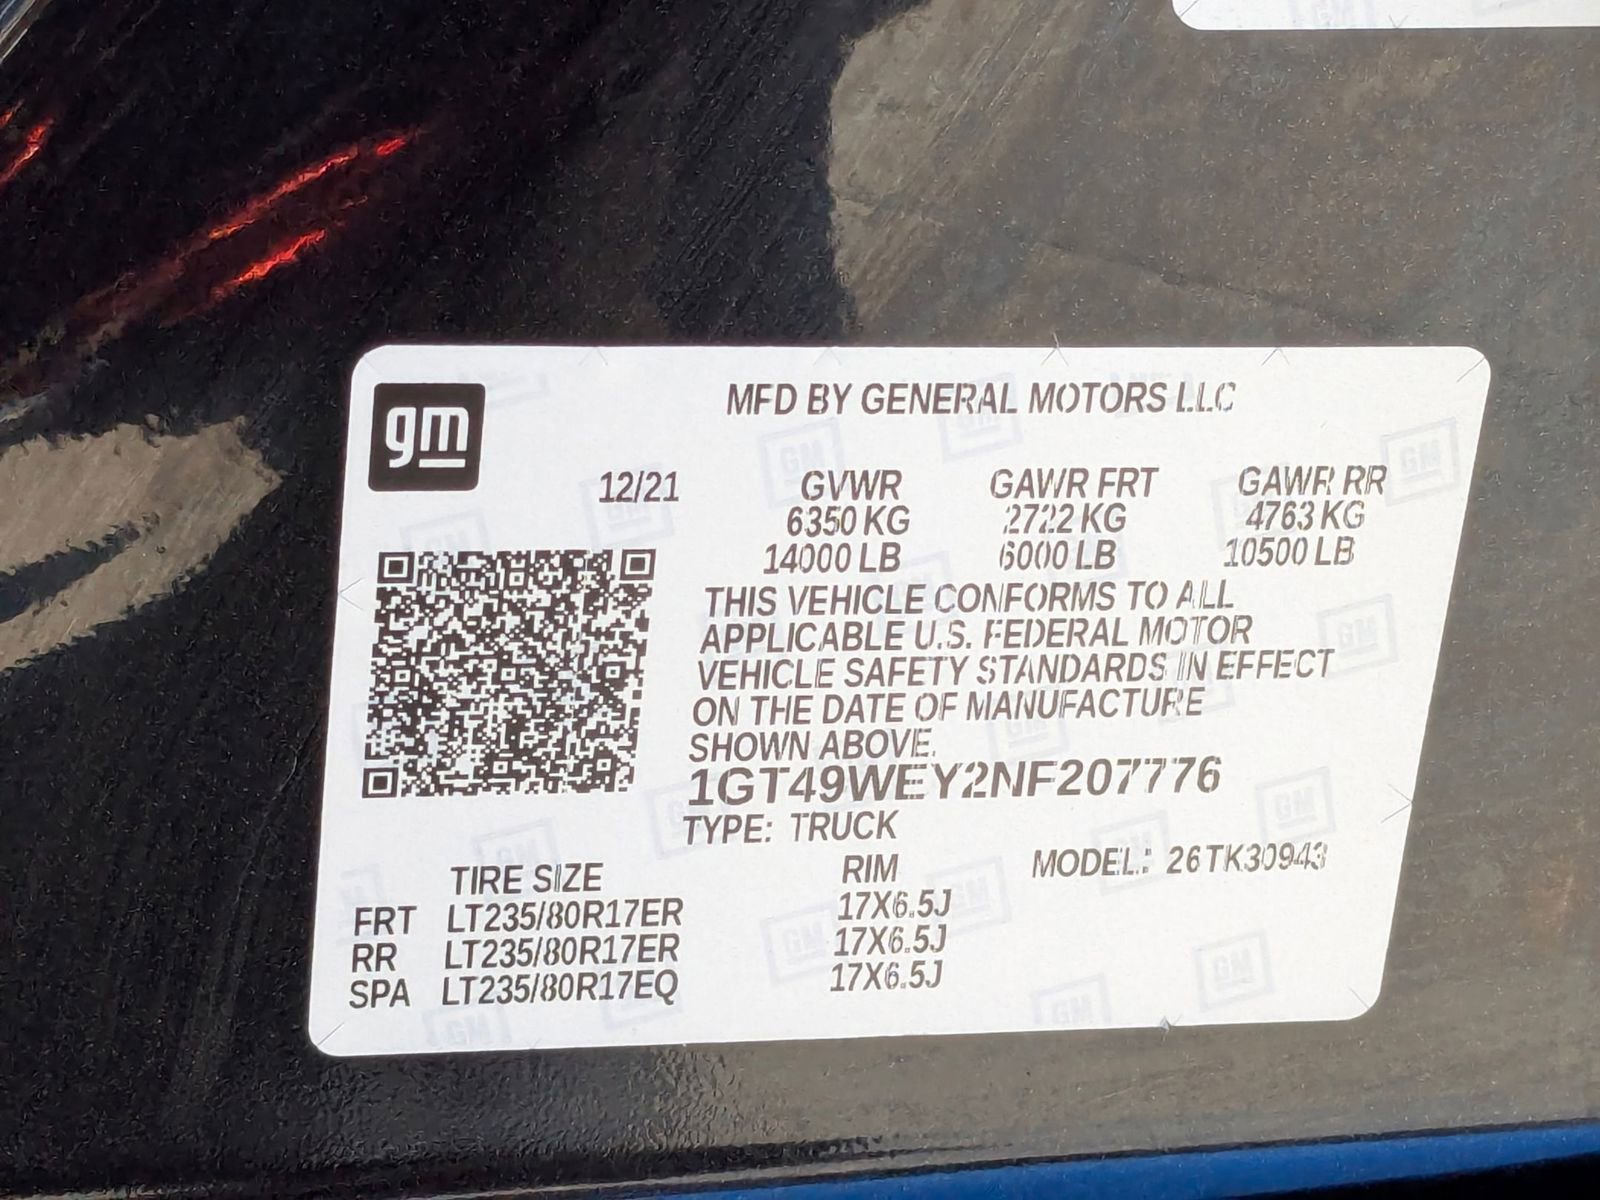 gm
MFD BY GENERAL MOTORS LLC
12/21 GVWR GAWR FRT GAWR RR
6350 KG 2722 KG 4763 KG
14000 LB 6000 LB 10500 LB
THIS VEHICLE CONFORMS TO ALL
APPLICABLE U.S. FEDERAL MOTOR
VEHICLE SAFETY STANDARDS IN EFFECT
ON THE DATE OF MANUFACTURE
SHOWN ABOVE.
1GT49WEY2NF207776
TYPE: TRUCK
TIRE SIZE RIM MODEL: 26TK30943
FRT LT235/80R17ER 17X6.5J
RR LT235/80R17ER 17X6.5J
SPA LT235/80R17EQ 17X6.5J